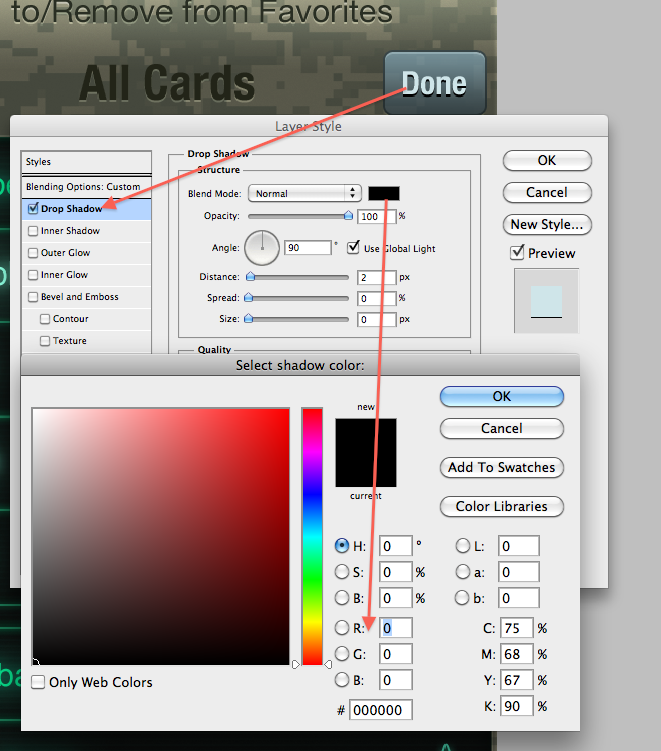 to/Remove from Favorites
All Cards
Done
Layer Style
Styles
Blending Options: Custom
Drop Shadow
Inner Shadow
Outer Glow
Inner Glow
Bevel and Emboss
Contour
Texture
Drop Shadow
Structure
Blend Mode: Normal
Opacity: 100 %
Angle: 90 ° Use Global Light
Distance: 2 px
Spread: 0 %
Size: 0 px
Quality
OK
Cancel
New Style...
Preview
Select shadow color:
new
current
OK
Cancel
Add To Swatches
Color Libraries
H: 0 °
S: 0 %
B: 0 %
R: 0
G: 0
B: 0
# 000000
L: 0
a: 0
b: 0
C: 75 %
M: 68 %
Y: 67 %
K: 90 %
Only Web Colors
ba